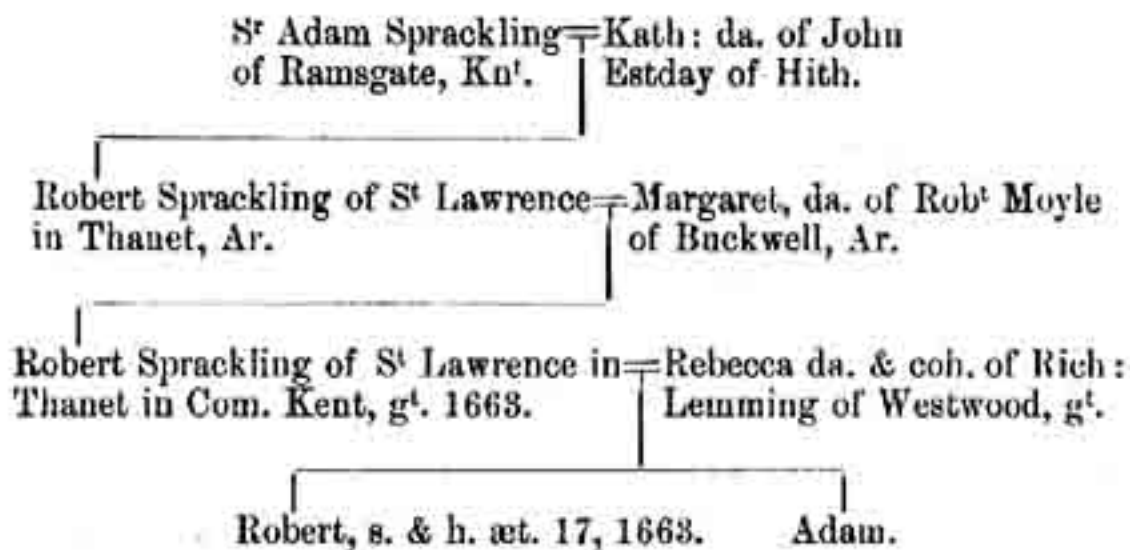 Sʳ Adam Sprackling = Kath: da. of John
of Ramsgate, Knᵗ. Estday of Hith.
Robert Sprackling of Sᵗ Lawrence = Margaret, da. of Robᵗ Moyle
in Thanet, Ar. of Buckwell, Ar.
Robert Sprackling of Sᵗ Lawrence in = Rebecca da. & coh. of Rich:
Thanet in Com. Kent, gᵗ. 1663. Lemming of Westwood, gᵗ.
Robert, s. & h. æt. 17, 1663. Adam.